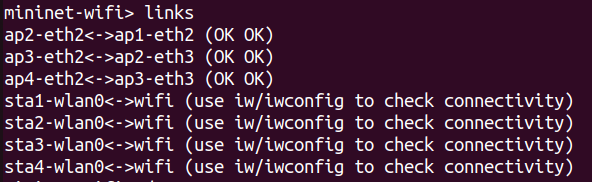 mininet-wifi> links
ap2-eth2<->ap1-eth2 (OK OK)
ap3-eth2<->ap2-eth3 (OK OK)
ap4-eth2<->ap3-eth3 (OK OK)
sta1-wlan0<->wifi (use iw/iwconfig to check connectivity)
sta2-wlan0<->wifi (use iw/iwconfig to check connectivity)
sta3-wlan0<->wifi (use iw/iwconfig to check connectivity)
sta4-wlan0<->wifi (use iw/iwconfig to check connectivity)